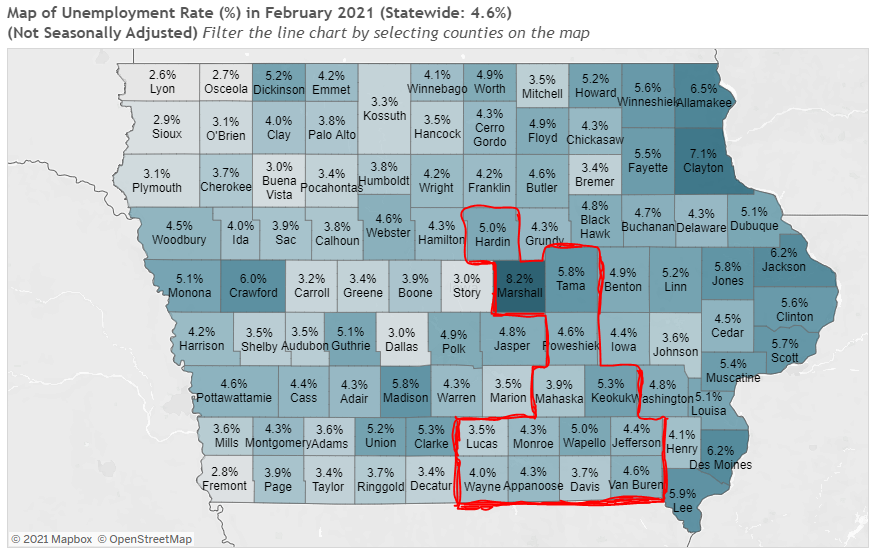 Map of Unemployment Rate (%) in February 2021 (Statewide: 4.6%)
(Not Seasonally Adjusted) Filter the line chart by selecting counties on the map
2.6% Lyon
2.7% Osceola
5.2% Dickinson
4.2% Emmet
3.3% Kossuth
4.1% Winnebago
4.9% Worth
3.5% Mitchell
5.2% Howard
5.6% Winneshiek
6.5% Allamakee
2.9% Sioux
3.1% O'Brien
4.0% Clay
3.8% Palo Alto
3.5% Hancock
4.3% Cerro Gordo
4.9% Floyd
4.3% Chickasaw
5.5% Fayette
7.1% Clayton
3.1% Plymouth
3.7% Cherokee
3.0% Buena Vista
3.4% Pocahontas
3.8% Humboldt
4.2% Wright
4.2% Franklin
4.6% Butler
3.4% Bremer
4.5% Woodbury
4.0% Ida
3.9% Sac
3.8% Calhoun
4.6% Webster
4.3% Hamilton
5.0% Hardin
4.3% Grundy
4.8% Black Hawk
4.7% Buchanan
4.3% Delaware
5.1% Dubuque
5.1% Monona
6.0% Crawford
3.2% Carroll
3.4% Greene
3.9% Boone
3.0% Story
8.2% Marshall
5.8% Tama
4.9% Benton
5.2% Linn
5.8% Jones
6.2% Jackson
5.6% Clinton
4.2% Harrison
3.5% Shelby
3.5% Audubon
5.1% Guthrie
3.0% Dallas
4.9% Polk
4.8% Jasper
4.6% Poweshiek
4.4% Iowa
3.6% Johnson
4.5% Cedar
5.7% Scott
5.4% Muscatine
4.6% Pottawattamie
4.4% Cass
4.3% Adair
5.8% Madison
4.3% Warren
3.5% Marion
3.9% Mahaska
5.3% Keokuk
4.8% Washington
5.1% Louisa
3.6% Mills
4.3% Montgomery
3.6% Adams
5.2% Union
5.3% Clarke
3.5% Lucas
4.3% Monroe
5.0% Wapello
4.4% Jefferson
4.1% Henry
6.2% Des Moines
2.8% Fremont
3.9% Page
3.4% Taylor
3.7% Ringgold
3.4% Decatur
4.0% Wayne
4.3% Appanoose
3.7% Davis
4.6% Van Buren
5.9% Lee
© 2021 Mapbox © OpenStreetMap